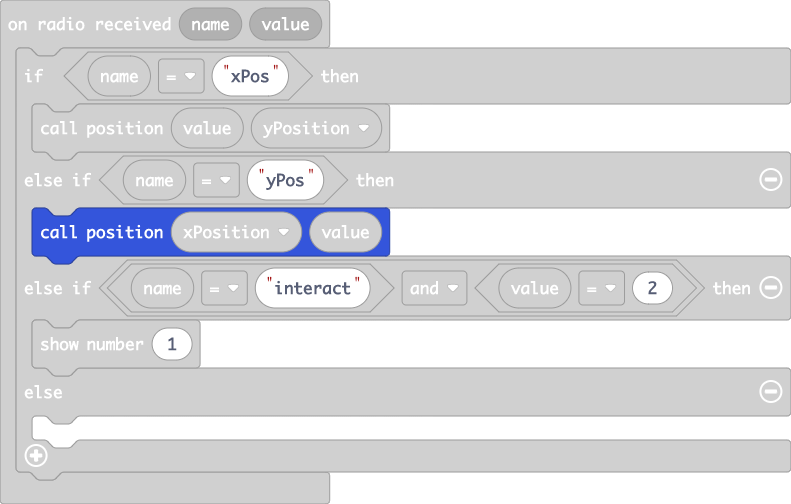 on radio received name value
if name = "xPos" then
call position value yPosition
else if name = "yPos" then
call position xPosition value
else if name = "interact" and value = 2 then
show number 1
else